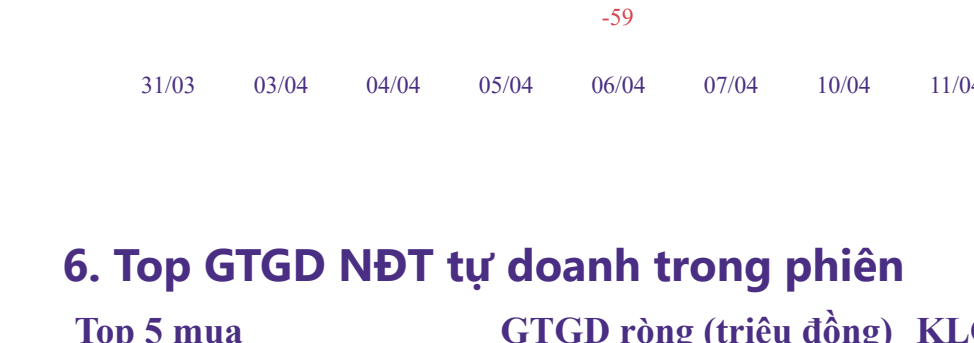 -59
31/03 03/04 04/04 05/04 06/04 07/04 10/04
6. Top GTGD NĐT tự doanh trong phiên
Top 5 mua GTGD ròng (triệu đồng)